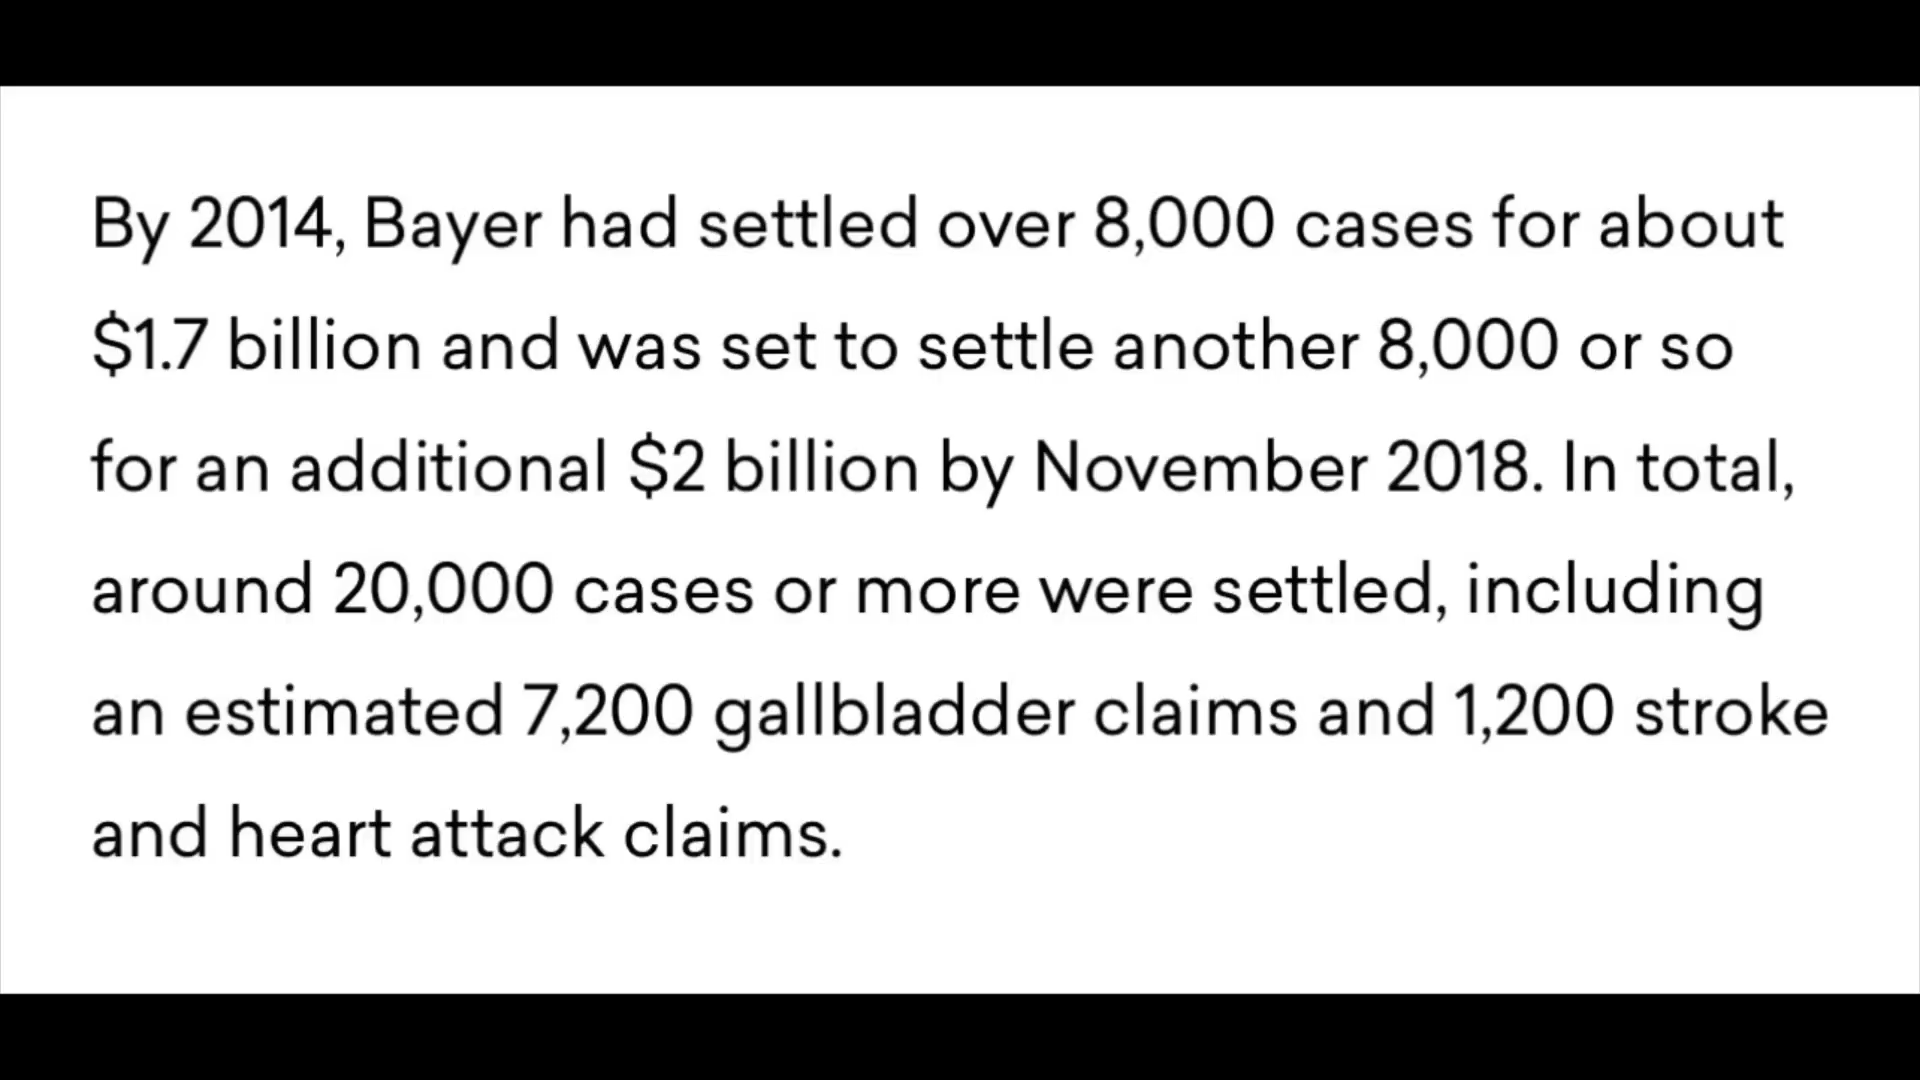 By 2014, Bayer had settled over 8,000 cases for about
$1.7 billion and was set to settle another 8,000 or so
for an additional $2 billion by November 2018. In total,
around 20,000 cases or more were settled, including
an estimated 7,200 gallbladder claims and 1,200 stroke
and heart attack claims.